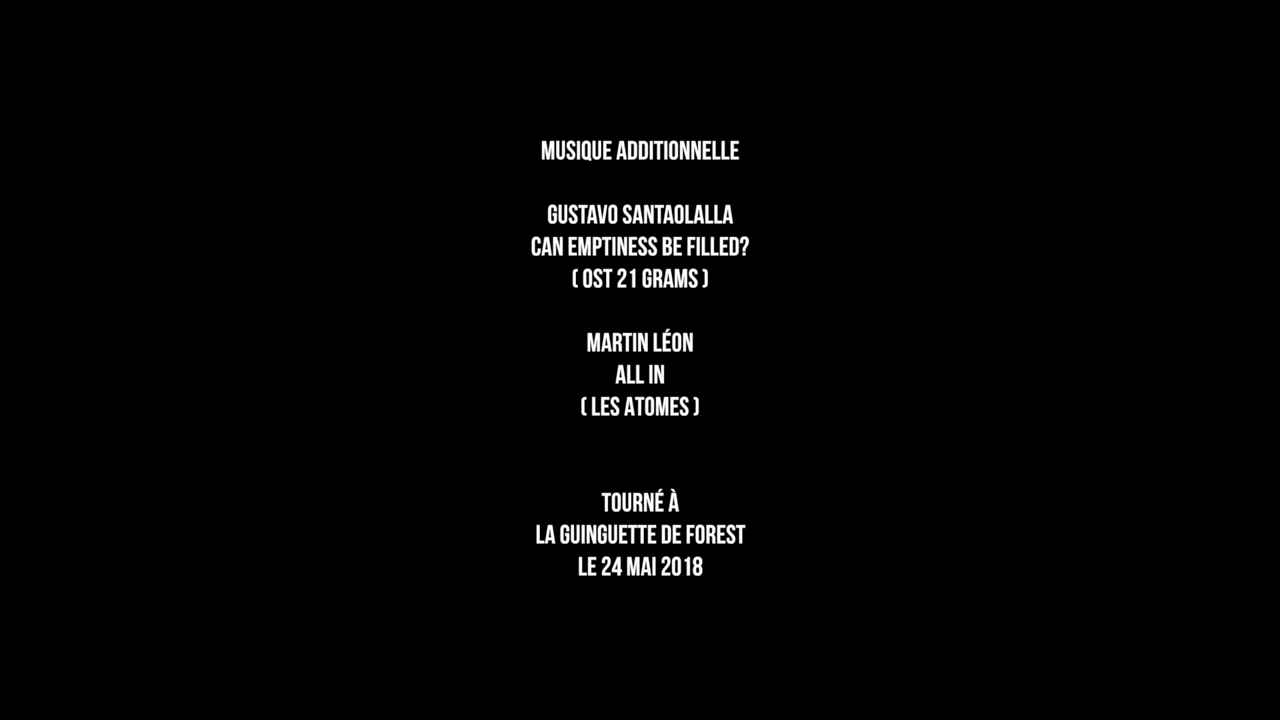 MUSIQUE ADDITIONNELLE
GUSTAVO SANTAOLALLA
CAN EMPTINESS BE FILLED?
( OST 21 GRAMS )
MARTIN LÉON
ALL IN
( LES ATOMES )
TOURNÉ À
LA GUINGUETTE DE FOREST
LE 24 MAI 2018